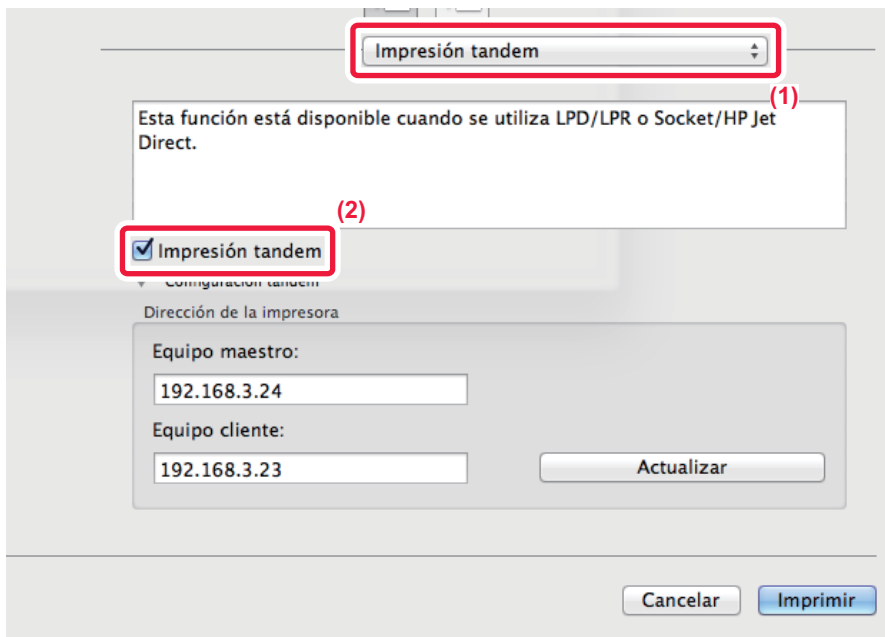 Impresión tandem
(1)
Esta función está disponible cuando se utiliza LPD/LPR o Socket/HP Jet
Direct.
(2)
Impresión tandem
Configuración tandem
Dirección de la impresora
Equipo maestro:
192.168.3.24
Equipo cliente:
192.168.3.23
Actualizar
Cancelar
Imprimir